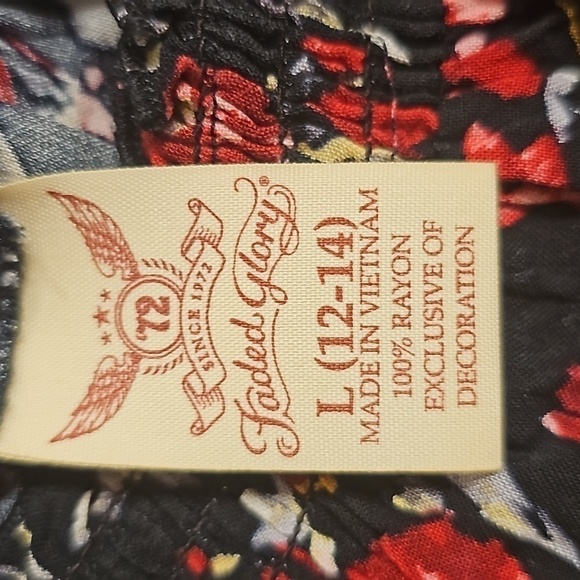 '72
SINCE 1972
Faded Glory®
L (12-14)
MADE IN VIETNAM
100% RAYON
EXCLUSIVE OF
DECORATION